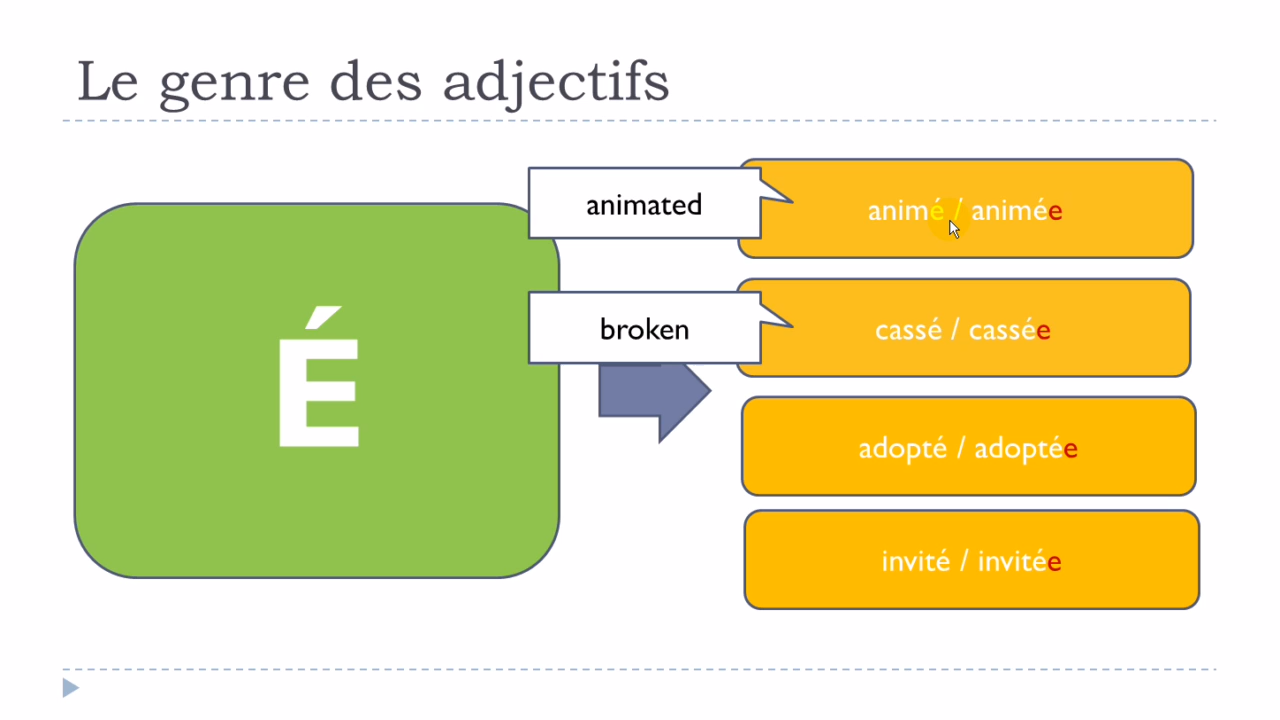 Le genre des adjectifs
É
animated
animé / animée
broken
cassé / cassée
adopté / adoptée
invité / invitée